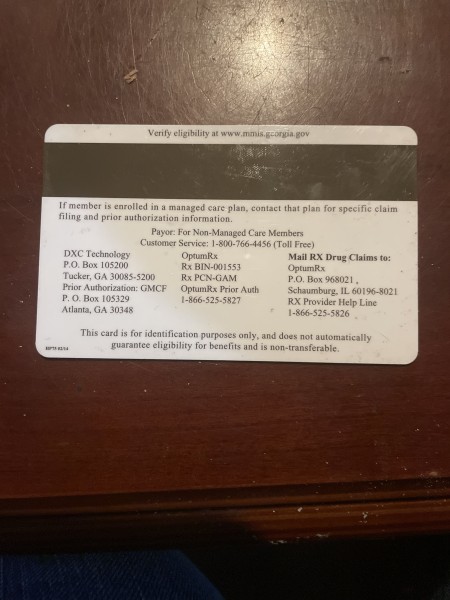 Verify eligibility at www.mmis.georgia.gov
If member is enrolled in a managed care plan, contact that plan for specific claim
filing and prior authorization information.
Payor: For Non-Managed Care Members
Customer Service: 1-800-766-4456 (Toll Free)
DXC Technology
P.O. Box 105200
Tucker, GA 30085-5200
Prior Authorization: GMCF
P. O. Box 105329
Atlanta, GA 30348
OptumRx
Rx BIN-001553
Rx PCN-GAM
OptumRx Prior Auth
1-866-525-5827
Mail RX Drug Claims to:
OptumRx
P.O. Box 968021 ,
Schaumburg, IL 60196-8021
RX Provider Help Line
1-866-525-5826
This card is for identification purposes only, and does not automatically
guarantee eligibility for benefits and is non-transferable.